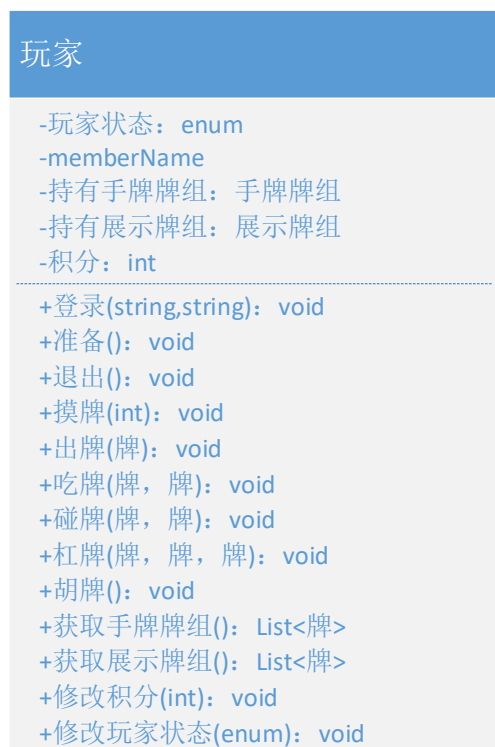 玩家
-玩家状态：enum
-memberName
-持有手牌牌组：手牌牌组
-持有展示牌组：展示牌组
-积分：int
+登录(string,string)：void
+准备()：void
+退出()：void
+摸牌(int)：void
+出牌(牌)：void
+吃牌(牌，牌)：void
+碰牌(牌，牌)：void
+杠牌(牌，牌，牌)：void
+胡牌()：void
+获取手牌牌组()：List<牌>
+获取展示牌组()：List<牌>
+修改积分(int)：void
+修改玩家状态(enum)：void